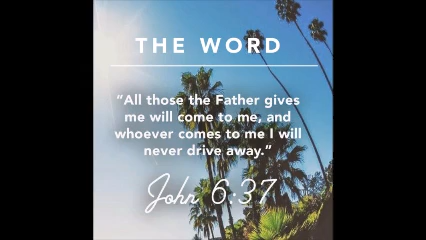 THE WORD
“All those the Father gives
me will come to me, and
whoever comes to me I will
never drive away.”
John 6:37